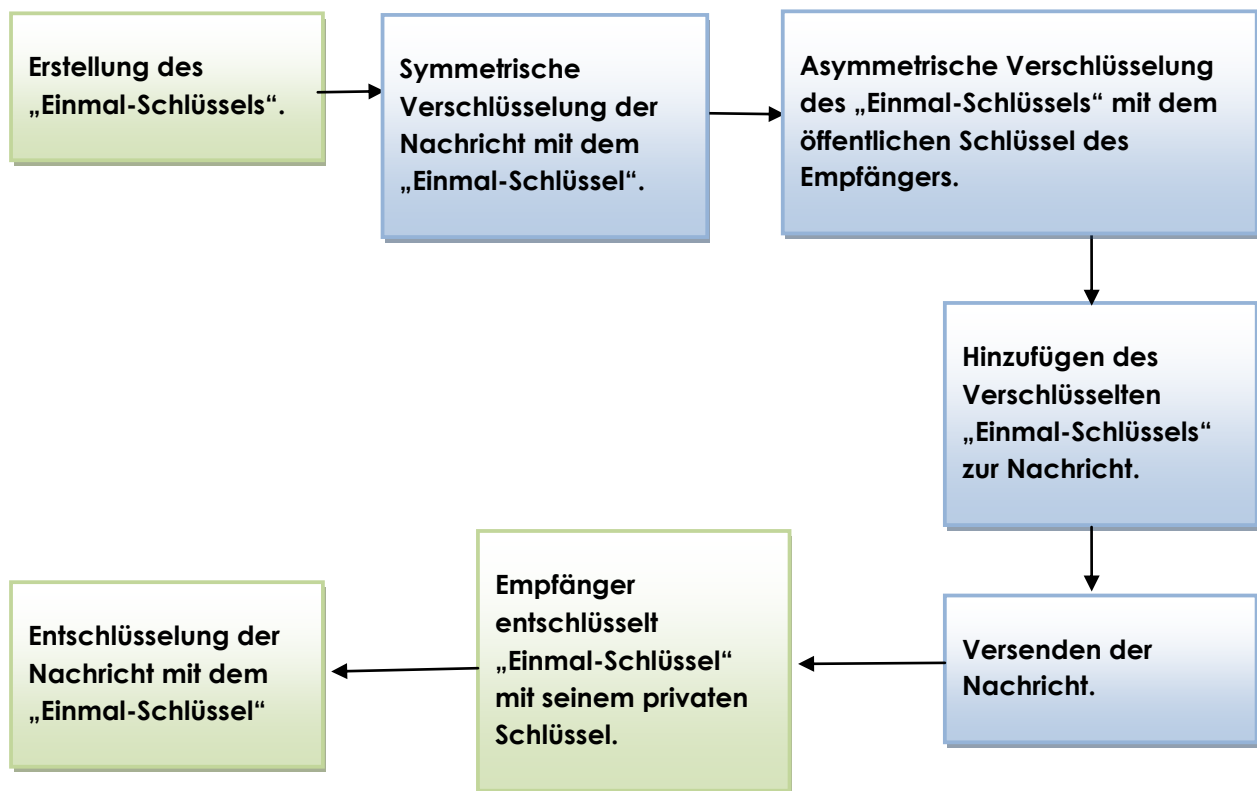 Erstellung des
„Einmal-Schlüssels“.
Symmetrische
Verschlüsselung der
Nachricht mit dem
„Einmal-Schlüssel“.
Asymmetrische Verschlüsselung
des „Einmal-Schlüssels“ mit dem
öffentlichen Schlüssel des
Empfängers.
Hinzufügen des
Verschlüsselten
„Einmal-Schlüssels“
zur Nachricht.
Versenden der
Nachricht.
Empfänger
entschlüsselt
„Einmal-Schlüssel“
mit seinem privaten
Schlüssel.
Entschlüsselung der
Nachricht mit dem
„Einmal-Schlüssel“